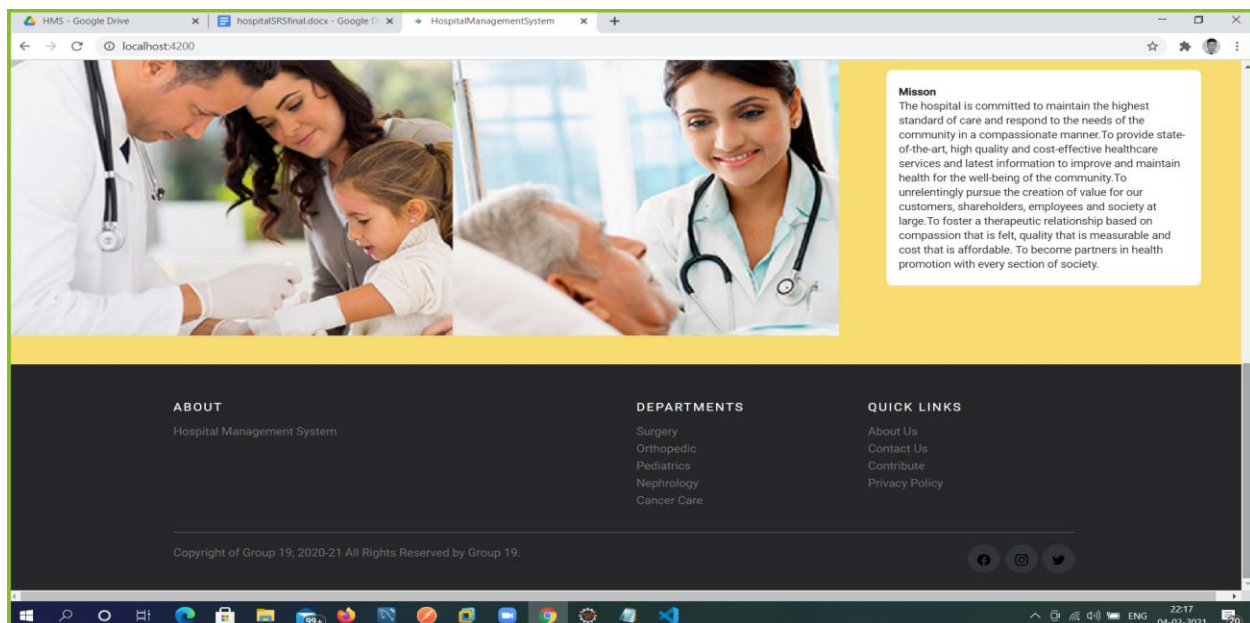 HMS - Google Drive
hospitalSRSfinal.docx - Google D
HospitalManagementSystem
localhost:4200
Misson
The hospital is committed to maintain the highest
standard of care and respond to the needs of the
community in a compassionate manner.To provide state-
of-the-art, high quality and cost-effective healthcare
services and latest information to improve and maintain
health for the well-being of the community.To
unrelentingly pursue the creation of value for our
customers, shareholders, employees and society at
large.To foster a therapeutic relationship based on
compassion that is felt, quality that is measurable and
cost that is affordable. To become partners in health
promotion with every section of society.
ABOUT
Hospital Management System
DEPARTMENTS
Surgery
Orthopedic
Pediatrics
Nephrology
Cancer Care
QUICK LINKS
About Us
Contact Us
Contribute
Privacy Policy
Copyright of Group 19; 2020-21 All Rights Reserved by Group 19.
99+
ENG
22:17
04-02-2021
20